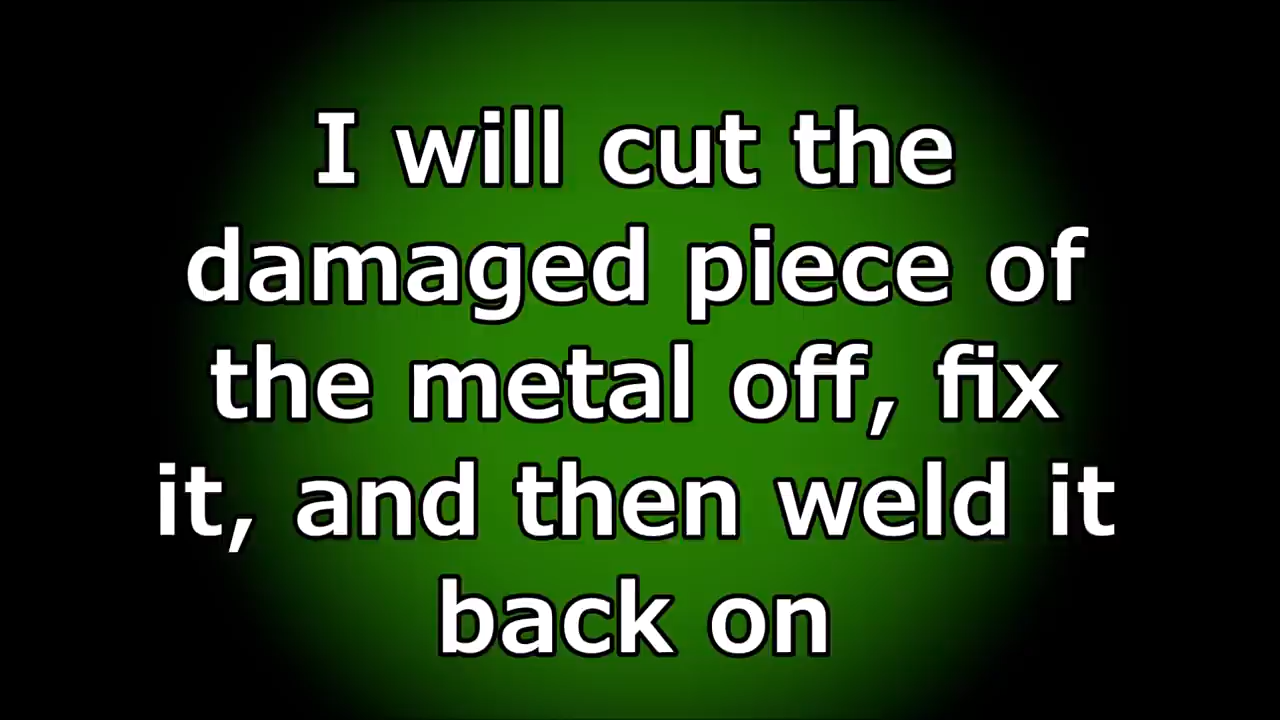 I will cut the
damaged piece of
the metal off, fix
it, and then weld it
back on